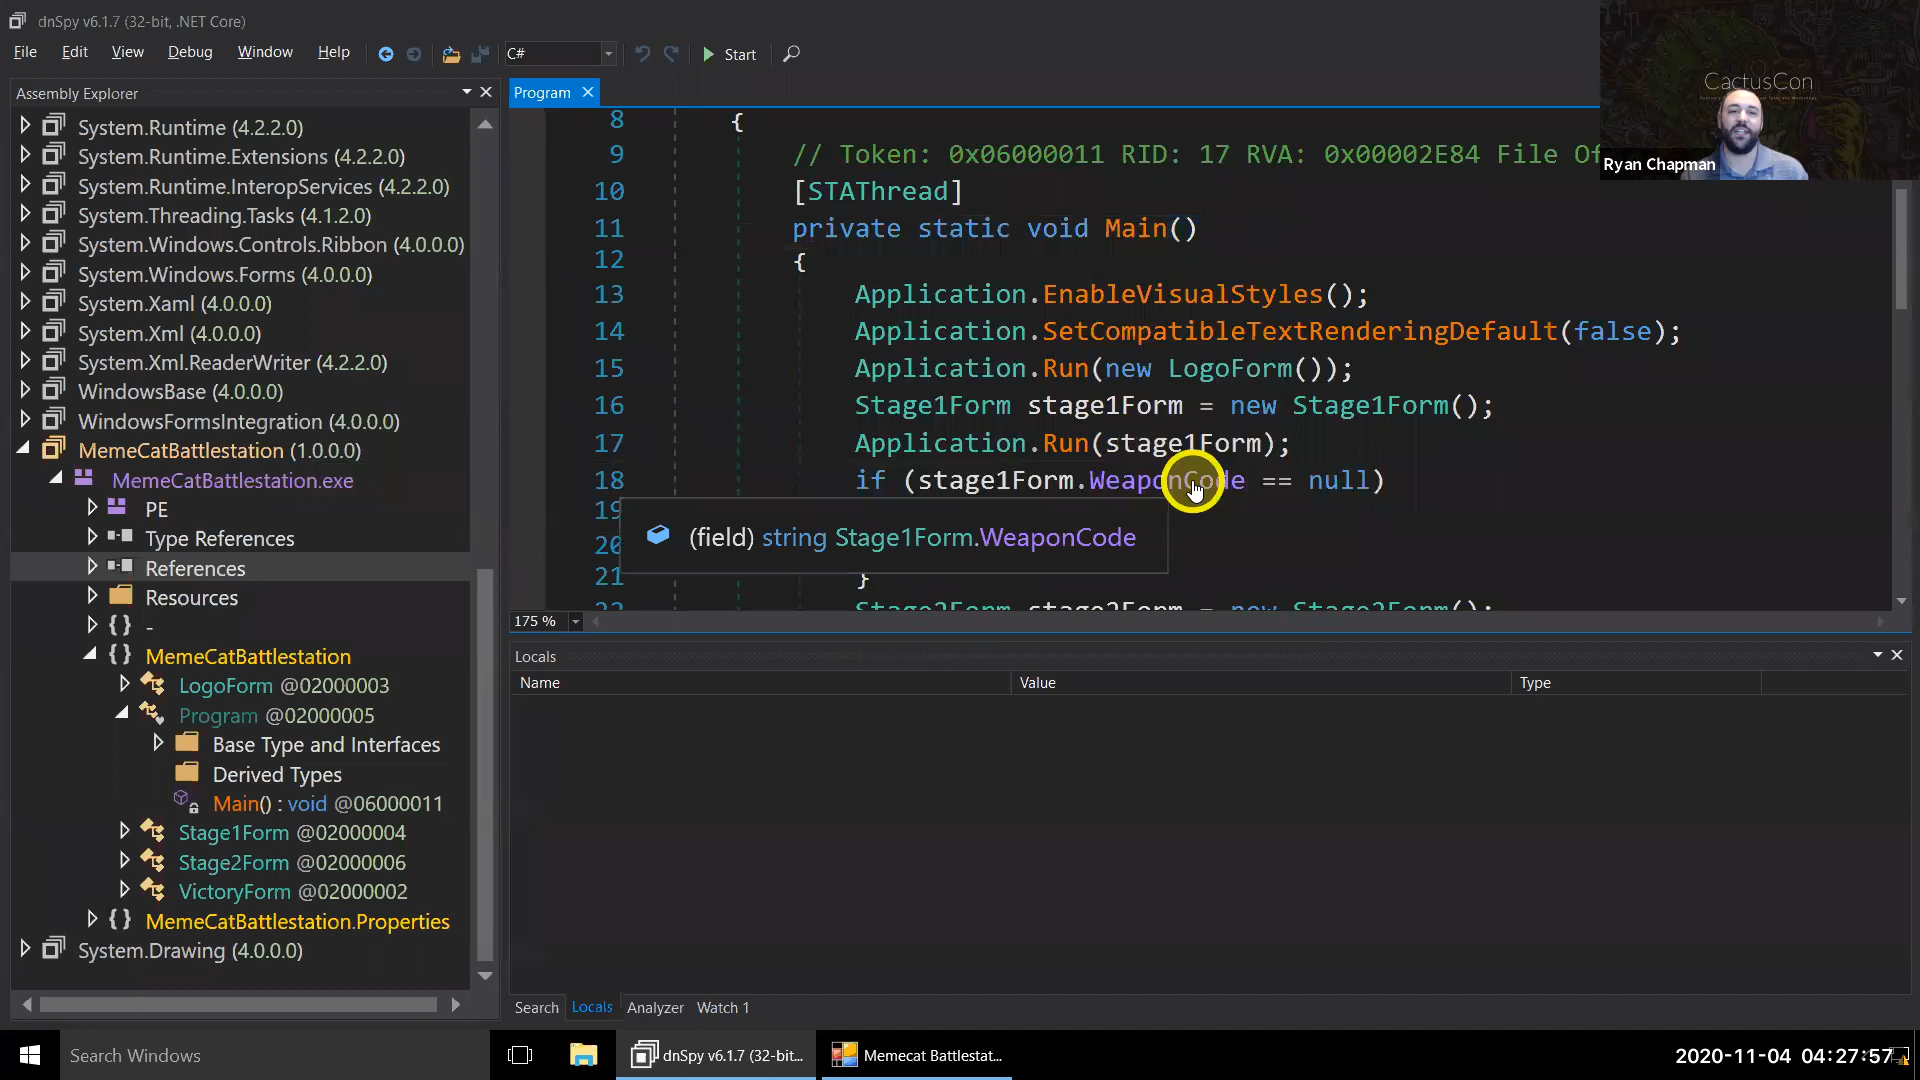 dnSpy v6.1.7 (32-bit, .NET Core)
File Edit View Debug Window Help C# Start
CactusCon
Ryan Chapman
Assembly Explorer
System.Runtime (4.2.2.0)
System.Runtime.Extensions (4.2.2.0)
System.Runtime.InteropServices (4.2.2.0)
System.Threading.Tasks (4.1.2.0)
System.Windows.Controls.Ribbon (4.0.0.0)
System.Windows.Forms (4.0.0.0)
System.Xaml (4.0.0.0)
System.Xml (4.0.0.0)
System.Xml.ReaderWriter (4.2.2.0)
WindowsBase (4.0.0.0)
WindowsFormsIntegration (4.0.0.0)
MemeCatBattlestation (1.0.0.0)
MemeCatBattlestation.exe
PE
Type References
References
Resources
{ } -
{ } MemeCatBattlestation
LogoForm @02000003
Program @02000005
Base Type and Interfaces
Derived Types
Main() : void @06000011
Stage1Form @02000004
Stage2Form @02000006
VictoryForm @02000002
{ } MemeCatBattlestation.Properties
System.Drawing (4.0.0.0)
Program
8 {
9 // Token: 0x06000011 RID: 17 RVA: 0x00002E84 File Of
10 [STAThread]
11 private static void Main()
12 {
13 Application.EnableVisualStyles();
14 Application.SetCompatibleTextRenderingDefault(false);
15 Application.Run(new LogoForm());
16 Stage1Form stage1Form = new Stage1Form();
17 Application.Run(stage1Form);
18 if (stage1Form.WeaponCode == null)
19
(field) string Stage1Form.WeaponCode
20
21 }
22 Stage2Form stage2Form = new Stage2Form();
175 %
Locals
Name Value Type
Search Locals Analyzer Watch 1
Search Windows
dnSpy v6.1.7 (32-bit...
Memecat Battlestat...
2020-11-04 04:27:57